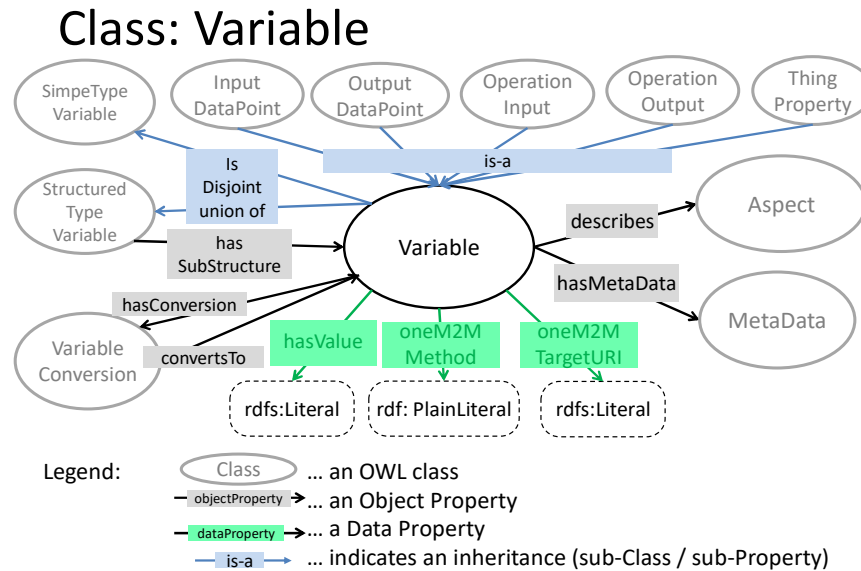 Class: Variable
SimpeType
Variable
Input
DataPoint
Output
DataPoint
Operation
Input
Operation
Output
Thing
Property
is-a
Is
Disjoint
union of
Structured
Type
Variable
has
SubStructure
Variable
describes
Aspect
hasMetaData
MetaData
hasConversion
convertsTo
Variable
Conversion
hasValue
oneM2M
Method
oneM2M
TargetURI
rdfs:Literal
rdf: PlainLiteral
rdfs:Literal
Legend:
Class
... an OWL class
objectProperty
... an Object Property
dataProperty
... a Data Property
is-a
... indicates an inheritance (sub-Class / sub-Property)